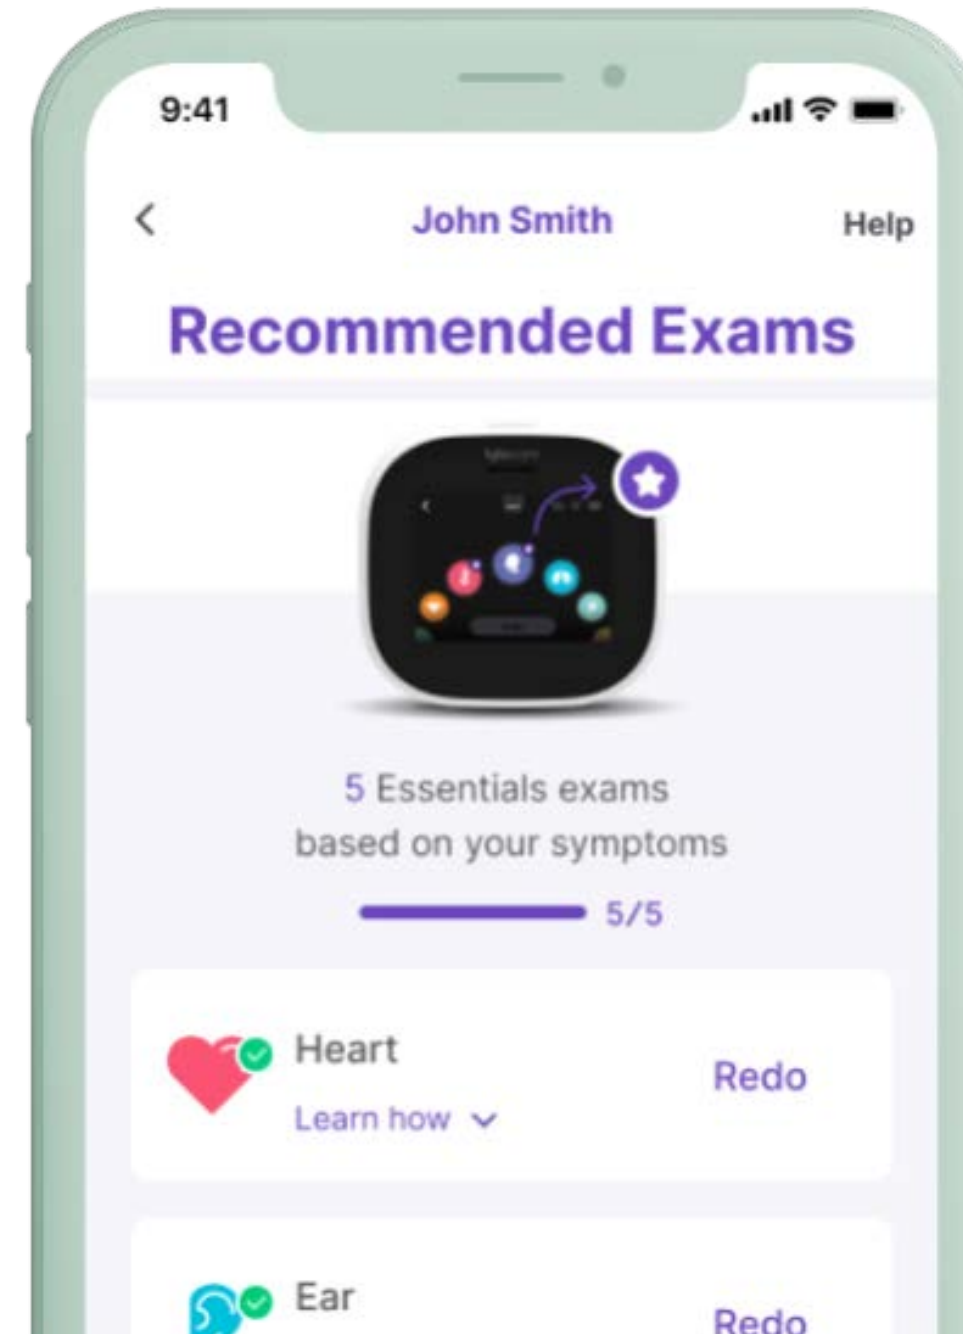 9:41
John Smith
Help
Recommended Exams
5 Essentials exams
based on your symptoms
5/5
Heart
Redo
Learn how
Ear
Redo